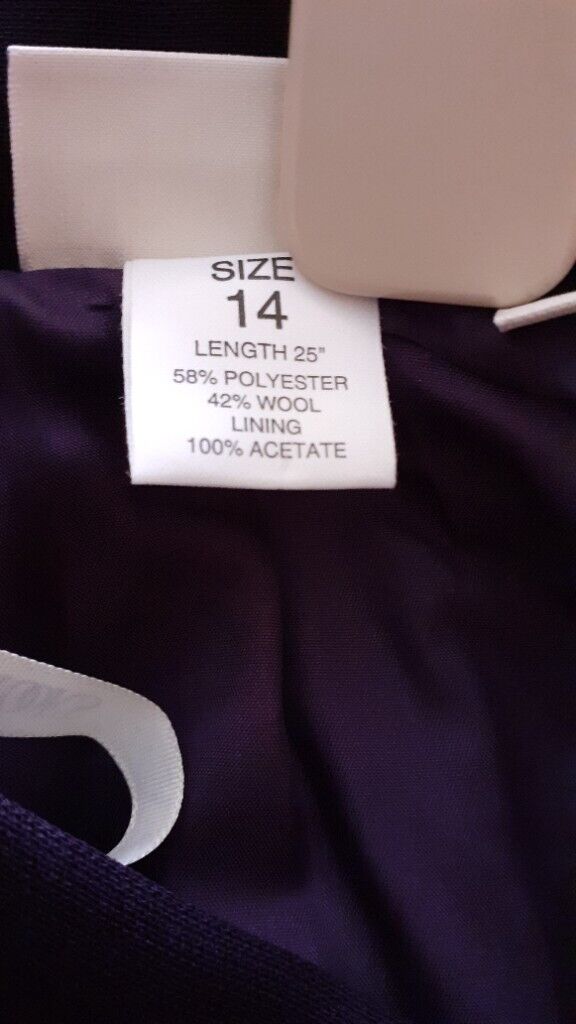 SIZE
14
LENGTH 25"
58% POLYESTER
42% WOOL
LINING
100% ACETATE